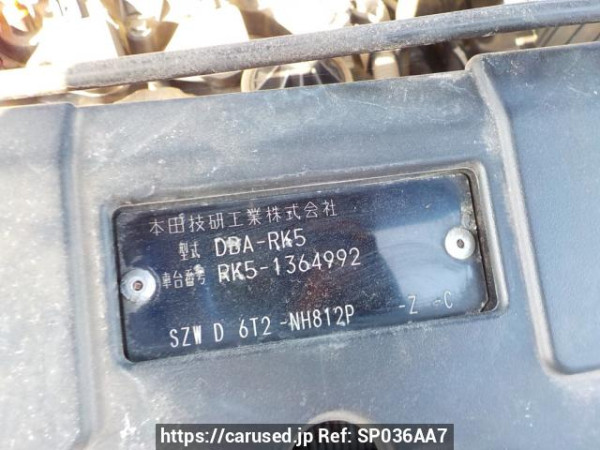 本田技研工業株式会社
型式 DBA-RK5
車台番号 RK5-1364992
SZW D 6T2 -NH812P -Z -C
https://carused.jp Ref: SP036AA7